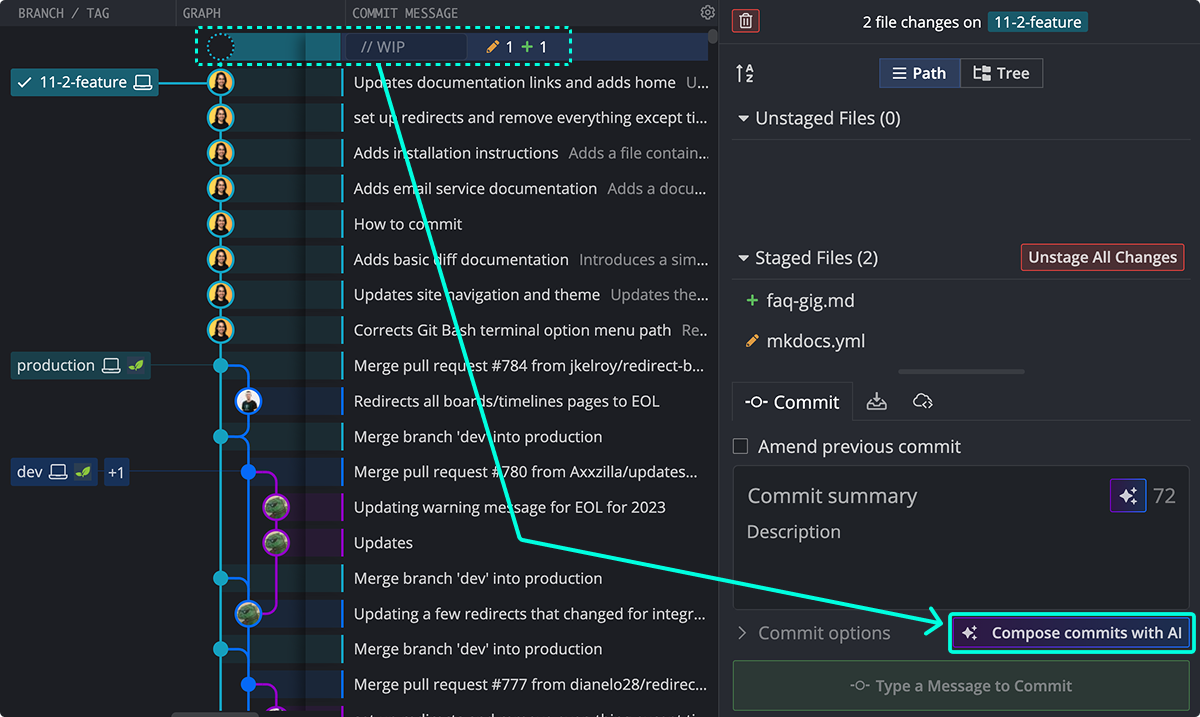 BRANCH / TAG GRAPH COMMIT MESSAGE
// WIP 1 + 1
11-2-feature Updates documentation links and adds home U...
set up redirects and remove everything except ti...
Adds installation instructions Adds a file contain...
Adds email service documentation Adds a docu...
How to commit
Adds basic diff documentation Introduces a sim...
Updates site navigation and theme Updates the...
Corrects Git Bash terminal option menu path Re...
production Merge pull request #784 from jkelroy/redirect-b...
Redirects all boards/timelines pages to EOL
Merge branch 'dev' into production
dev +1 Merge pull request #780 from Axxzilla/updates...
Updating warning message for EOL for 2023
Updates
Merge branch 'dev' into production
Updating a few redirects that changed for integr...
Merge branch 'dev' into production
Merge pull request #777 from dianelo28/redirec...
2 file changes on 11-2-feature
Path Tree
Unstaged Files (0)
Staged Files (2) Unstage All Changes
+ faq-gig.md
mkdocs.yml
Commit
Amend previous commit
Commit summary 72
Description
Commit options Compose commits with AI
Type a Message to Commit